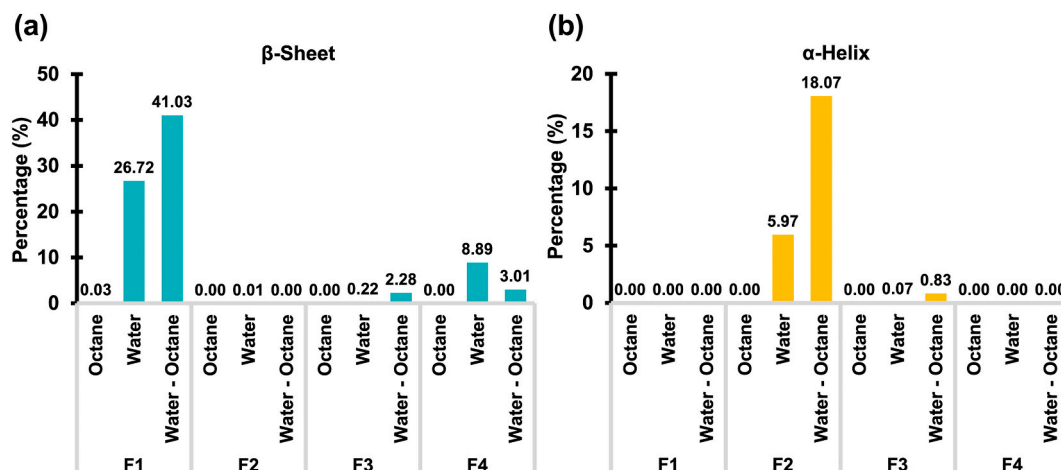 (a)
β-Sheet
Percentage (%)
50
40
30
20
10
0
0.03
26.72
41.03
0.00
0.01
0.00
0.00
0.22
2.28
0.00
8.89
3.01
Octane
Water
Water - Octane
Octane
Water
Water - Octane
Octane
Water
Water - Octane
Octane
Water
Water - Octane
F1
F2
F3
F4
(b)
α-Helix
Percentage (%)
20
15
10
5
0
0.00
0.00
0.00
0.00
5.97
18.07
0.00
0.07
0.83
0.00
0.00
0.00
Octane
Water
Water - Octane
Octane
Water
Water - Octane
Octane
Water
Water - Octane
Octane
Water
Water - Octane
F1
F2
F3
F4